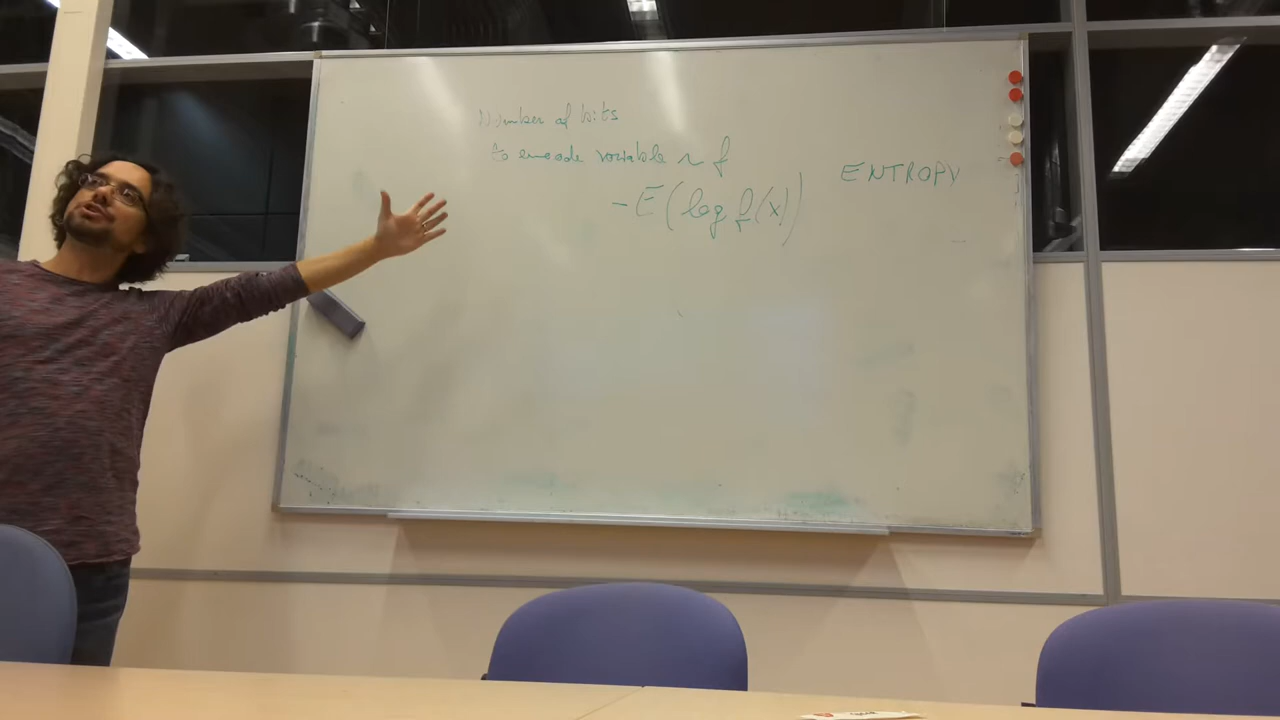 Number of bits
to encode variable ~ f
-E(log f(x))
ENTROPY